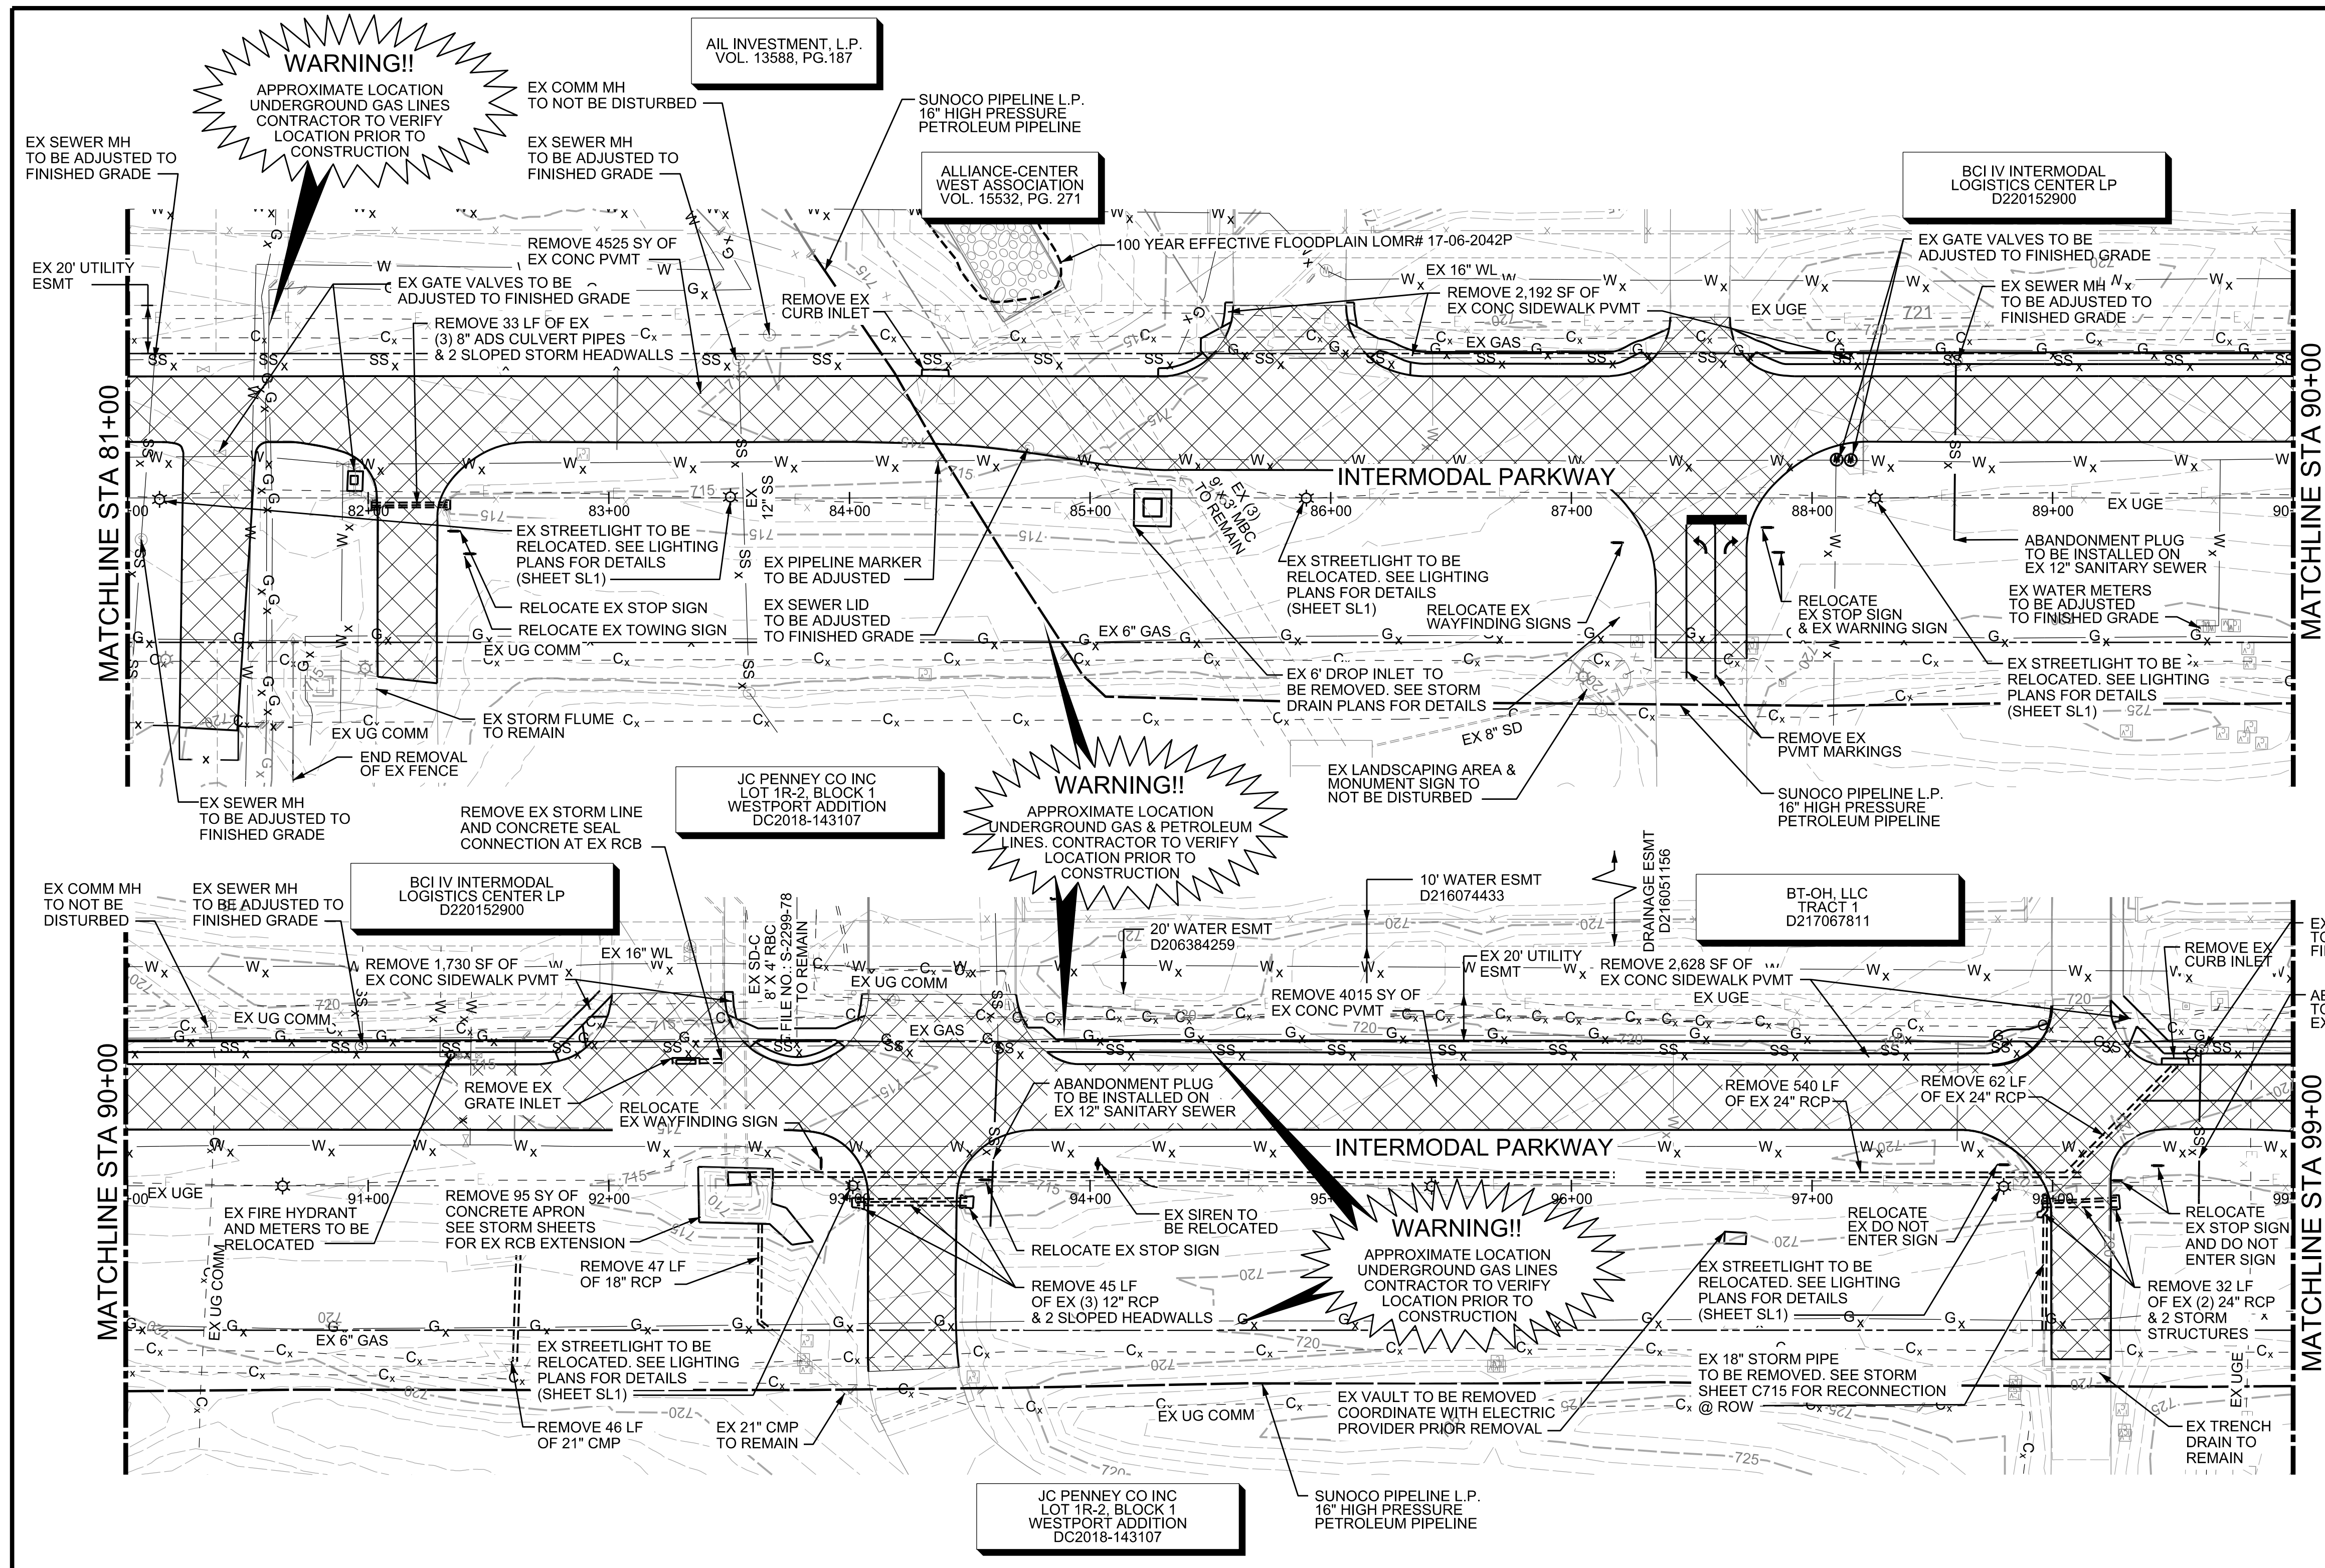 WARNING!!
APPROXIMATE LOCATION
UNDERGROUND GAS LINES
CONTRACTOR TO VERIFY
LOCATION PRIOR TO
CONSTRUCTION
AIL INVESTMENT, L.P.
VOL. 13588, PG.187
EX COMM MH
TO NOT BE DISTURBED
SUNOCO PIPELINE L.P.
16" HIGH PRESSURE
PETROLEUM PIPELINE
EX SEWER MH
TO BE ADJUSTED TO
FINISHED GRADE
EX SEWER MH
TO BE ADJUSTED TO
FINISHED GRADE
ALLIANCE-CENTER
WEST ASSOCIATION
VOL. 15532, PG. 271
BCI IV INTERMODAL
LOGISTICS CENTER LP
D220152900
100 YEAR EFFECTIVE FLOODPLAIN LOMR# 17-06-2042P
EX 20' UTILITY
ESMT
REMOVE 4525 SY OF
EX CONC PVMT
EX GATE VALVES TO BE
ADJUSTED TO FINISHED GRADE
REMOVE 33 LF OF EX
(3) 8" ADS CULVERT PIPES
& 2 SLOPED STORM HEADWALLS
REMOVE EX
CURB INLET
EX 16" WL
REMOVE 2,192 SF OF
EX CONC SIDEWALK PVMT
EX GAS
EX UGE
EX GATE VALVES TO BE
ADJUSTED TO FINISHED GRADE
EX SEWER MH
TO BE ADJUSTED TO
FINISHED GRADE
720
721
MATCHLINE STA 81+00
MATCHLINE STA 90+00
INTERMODAL PARKWAY
82+00
83+00
84+00
85+00
86+00
87+00
88+00
89+00
90
EX
12" SS
EX (3)
9' x 53' MBC
TO REMAIN
EX UGE
EX STREETLIGHT TO BE
RELOCATED. SEE LIGHTING
PLANS FOR DETAILS
(SHEET SL1)
RELOCATE EX STOP SIGN
RELOCATE EX TOWING SIGN
EX UG COMM
EX PIPELINE MARKER
TO BE ADJUSTED
EX SEWER LID
TO BE ADJUSTED
TO FINISHED GRADE
EX 6" GAS
EX STREETLIGHT TO BE
RELOCATED. SEE LIGHTING
PLANS FOR DETAILS
(SHEET SL1)
RELOCATE EX
WAYFINDING SIGNS
EX 6' DROP INLET TO
BE REMOVED. SEE STORM
DRAIN PLANS FOR DETAILS
RELOCATE
EX STOP SIGN
& EX WARNING SIGN
ABANDONMENT PLUG
TO BE INSTALLED ON
EX 12" SANITARY SEWER
EX WATER METERS
TO BE ADJUSTED
TO FINISHED GRADE
EX STREETLIGHT TO BE
RELOCATED. SEE LIGHTING
PLANS FOR DETAILS
(SHEET SL1)
EX STORM FLUME
TO REMAIN
EX UG COMM
END REMOVAL
OF EX FENCE
EX 8" SD
REMOVE EX
PVMT MARKINGS
EX LANDSCAPING AREA &
MONUMENT SIGN TO
NOT BE DISTURBED
SUNOCO PIPELINE L.P.
16" HIGH PRESSURE
PETROLEUM PIPELINE
EX SEWER MH
TO BE ADJUSTED TO
FINISHED GRADE
REMOVE EX STORM LINE
AND CONCRETE SEAL
CONNECTION AT EX RCB
JC PENNEY CO INC
LOT 1R-2, BLOCK 1
WESTPORT ADDITION
DC2018-143107
WARNING!!
APPROXIMATE LOCATION
UNDERGROUND GAS & PETROLEUM
LINES. CONTRACTOR TO VERIFY
LOCATION PRIOR TO
CONSTRUCTION
EX COMM MH
TO NOT BE
DISTURBED
EX SEWER MH
TO BE ADJUSTED TO
FINISHED GRADE
BCI IV INTERMODAL
LOGISTICS CENTER LP
D220152900
10' WATER ESMT
D216074433
DRAINAGE ESMT
D216051156
BT-OH, LLC
TRACT 1
D217067811
20' WATER ESMT
D206384259
EX 20' UTILITY
ESMT
REMOVE 1,730 SF OF
EX CONC SIDEWALK PVMT
EX 16" WL
EX SD-C
8' X 4' RBC
FILE NO.: S-2299-78
TO REMAIN
EX UG COMM
EX UG COMM
EX GAS
REMOVE 4015 SY OF
EX CONC PVMT
REMOVE 2,628 SF OF
EX CONC SIDEWALK PVMT
EX UGE
REMOVE EX
CURB INLET
REMOVE EX
GRATE INLET
RELOCATE
EX WAYFINDING SIGN
ABANDONMENT PLUG
TO BE INSTALLED ON
EX 12" SANITARY SEWER
REMOVE 540 LF
OF EX 24" RCP
REMOVE 62 LF
OF EX 24" RCP
MATCHLINE STA 90+00
MATCHLINE STA 99+00
INTERMODAL PARKWAY
EX UGE
91+00
92+00
93+00
94+00
95+00
96+00
97+00
98+00
99
EX FIRE HYDRANT
AND METERS TO BE
RELOCATED
REMOVE 95 SY OF
CONCRETE APRON
SEE STORM SHEETS
FOR EX RCB EXTENSION
REMOVE 47 LF
OF 18" RCP
EX SIREN TO
BE RELOCATED
RELOCATE EX STOP SIGN
REMOVE 45 LF
OF EX (3) 12" RCP
& 2 SLOPED HEADWALLS
WARNING!!
APPROXIMATE LOCATION
UNDERGROUND GAS LINES
CONTRACTOR TO VERIFY
LOCATION PRIOR TO
CONSTRUCTION
RELOCATE
EX DO NOT
ENTER SIGN
RELOCATE
EX STOP SIGN
AND DO NOT
ENTER SIGN
EX STREETLIGHT TO BE
RELOCATED. SEE LIGHTING
PLANS FOR DETAILS
(SHEET SL1)
REMOVE 32 LF
OF EX (2) 24" RCP
& 2 STORM
STRUCTURES
EX UG COMM
EX 6" GAS
EX STREETLIGHT TO BE
RELOCATED. SEE LIGHTING
PLANS FOR DETAILS
(SHEET SL1)
EX 18" STORM PIPE
TO BE REMOVED. SEE STORM
SHEET C715 FOR RECONNECTION
@ ROW
EX UGE
REMOVE 46 LF
OF 21" CMP
EX 21" CMP
TO REMAIN
EX UG COMM
EX VAULT TO BE REMOVED
COORDINATE WITH ELECTRIC
PROVIDER PRIOR REMOVAL
EX TRENCH
DRAIN TO
REMAIN
725
JC PENNEY CO INC
LOT 1R-2, BLOCK 1
WESTPORT ADDITION
DC2018-143107
SUNOCO PIPELINE L.P.
16" HIGH PRESSURE
PETROLEUM PIPELINE